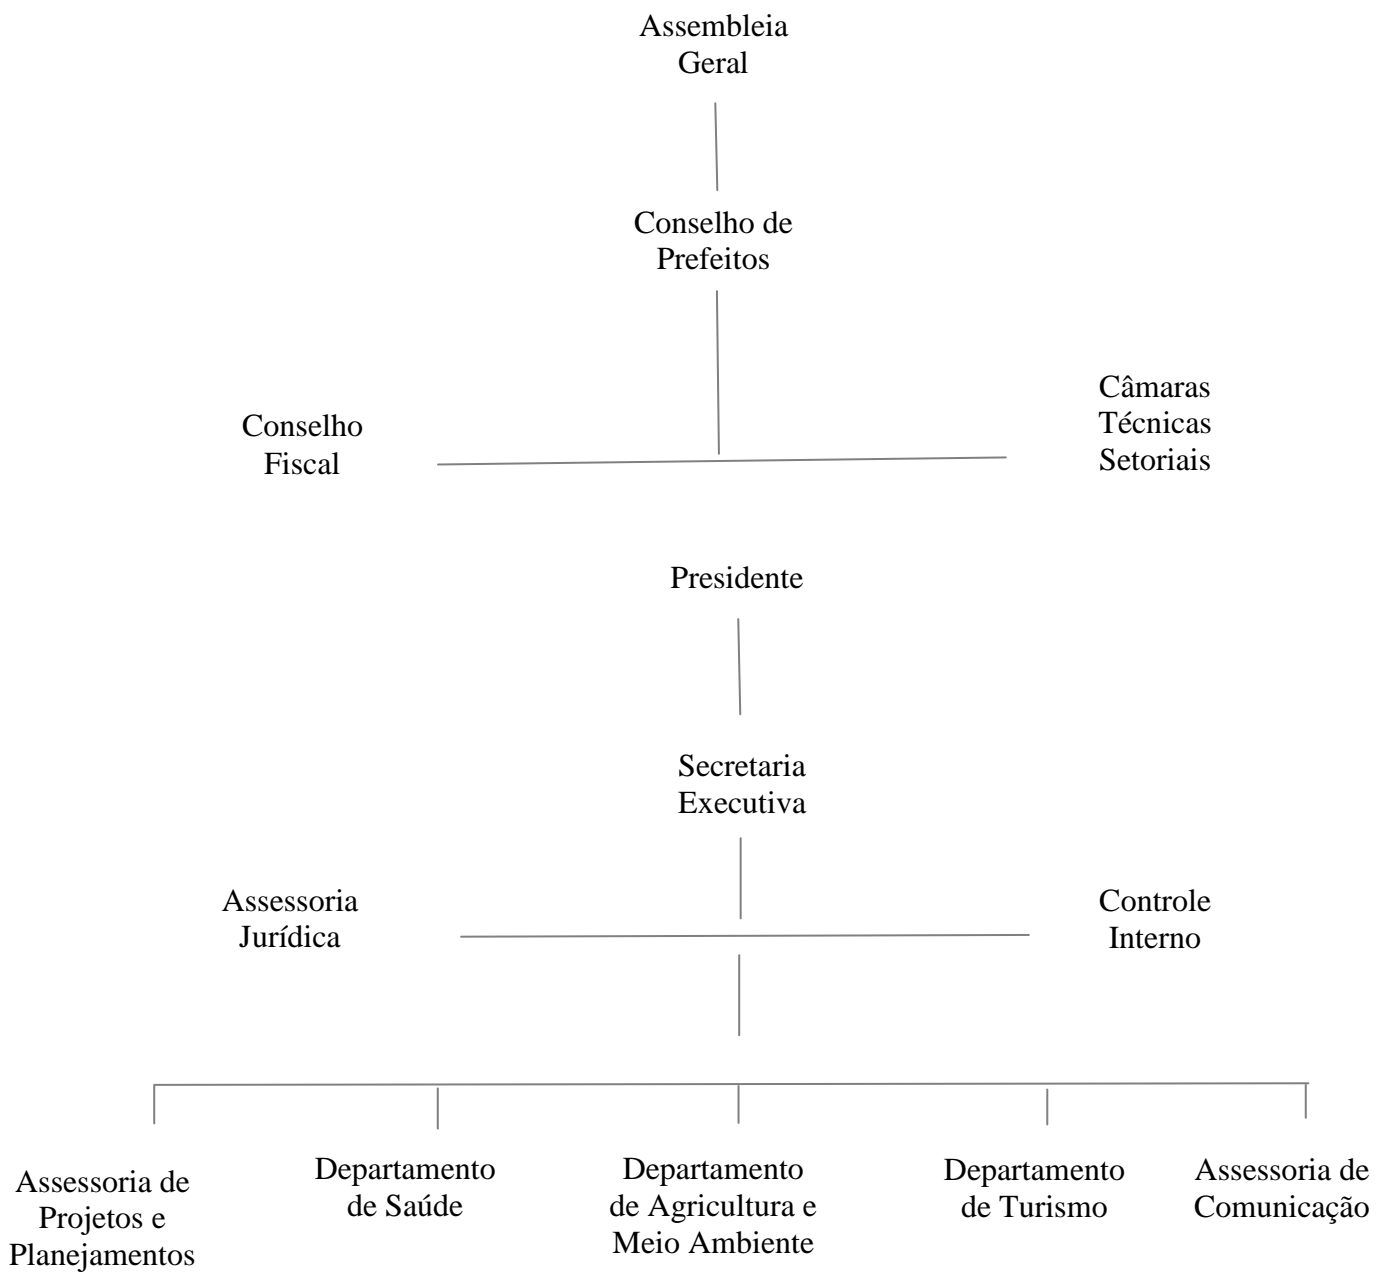 Assembleia
Geral
Conselho de
Prefeitos
Conselho
Fiscal
Câmaras
Técnicas
Setoriais
Presidente
Secretaria
Executiva
Assessoria
Jurídica
Controle
Interno
Assessoria de
Projetos e
Planejamentos
Departamento
de Saúde
Departamento
de Agricultura e
Meio Ambiente
Departamento
de Turismo
Assessoria de
Comunicação